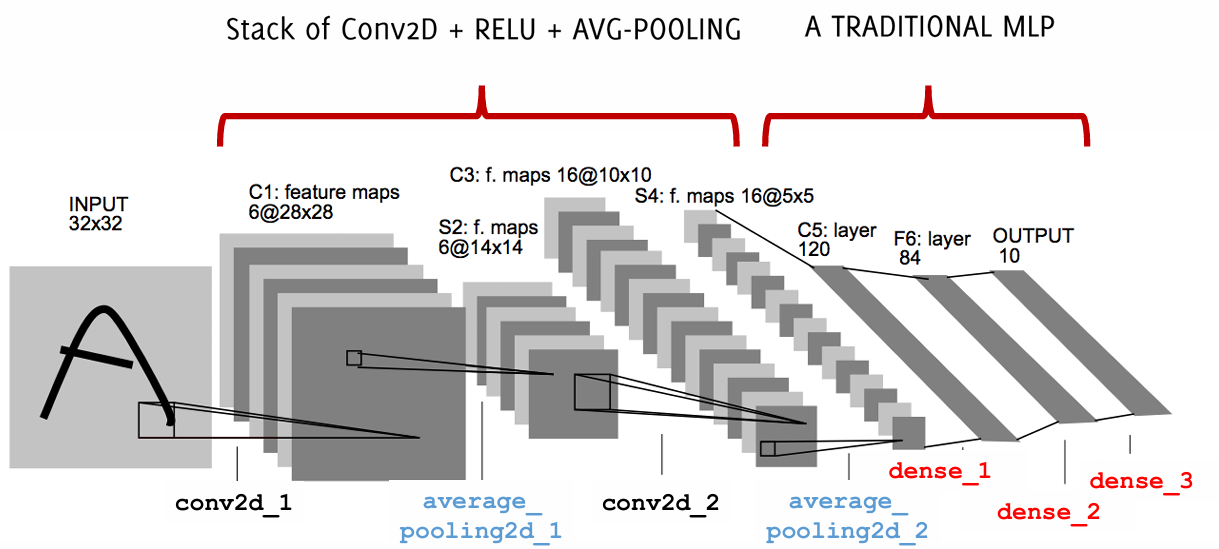 Stack of Conv2D + RELU + AVG-POOLING
A TRADITIONAL MLP
INPUT
32x32
C1: feature maps
6@28x28
S2: f. maps
6@14x14
C3: f. maps 16@10x10
S4: f. maps 16@5x5
C5: layer
120
F6: layer
84
OUTPUT
10
conv2d_1
average_
pooling2d_1
conv2d_2
average_
pooling2d_2
dense_1
dense_2
dense_3